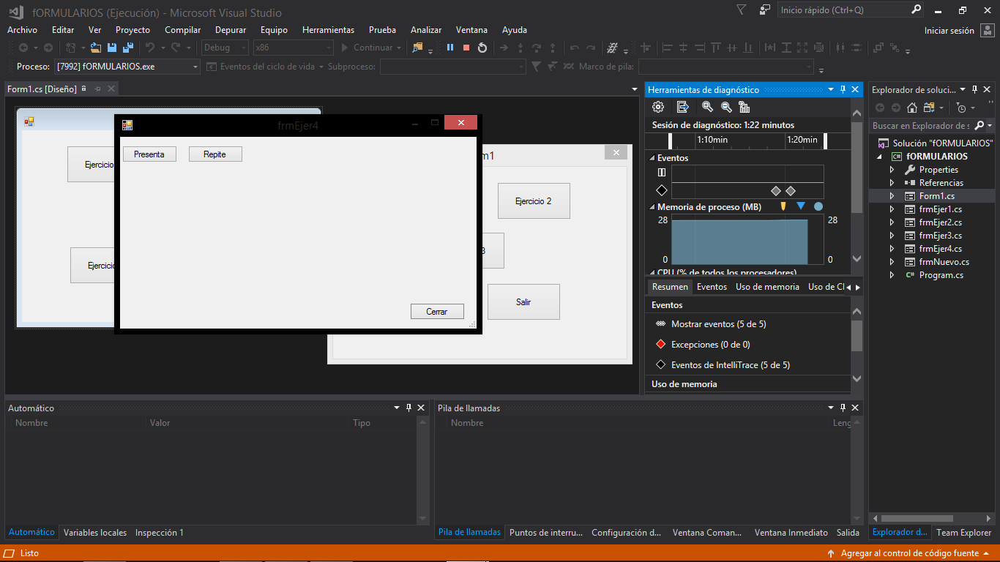 fORMULARIOS (Ejecución) - Microsoft Visual Studio
Inicio rápido (Ctrl+Q)
Archivo Editar Ver Proyecto Compilar Depurar Equipo Herramientas Prueba Analizar Ventana Ayuda
Iniciar sesión
Debug x86 Continuar
Proceso: [7992] fORMULARIOS.exe Eventos del ciclo de vida Subproceso: Marco de pila:
Form1.cs [Diseño]
frmEjer4
Presenta Repite
Cerrar
Ejercicio 2
3
Salir
Herramientas de diagnóstico
Sesión de diagnóstico: 1:22 minutos
1:10min 1:20min
Eventos
Memoria de proceso (MB)
28 28
0 0
CPU (% de todos los procesadores)
Resumen Eventos Uso de memoria Uso de
Eventos
Mostrar eventos (5 de 5)
Excepciones (0 de 0)
Eventos de IntelliTrace (5 de 5)
Uso de memoria
Explorador de soluci...
Buscar en Explorador de s
Solución "fORMULARIOS"
C# fORMULARIOS
Properties
Referencias
Form1.cs
frmEjer1.cs
frmEjer2.cs
frmEjer3.cs
frmEjer4.cs
frmNuevo.cs
C# Program.cs
Automático
Nombre Valor Tipo
Automático Variables locales Inspección 1
Pila de llamadas
Nombre Leng
Pila de llamadas Puntos de interru... Configuración d... Ventana Coman... Ventana Inmediato Salida
Explorador d... Team Explorer
Listo
Agregar al control de código fuente